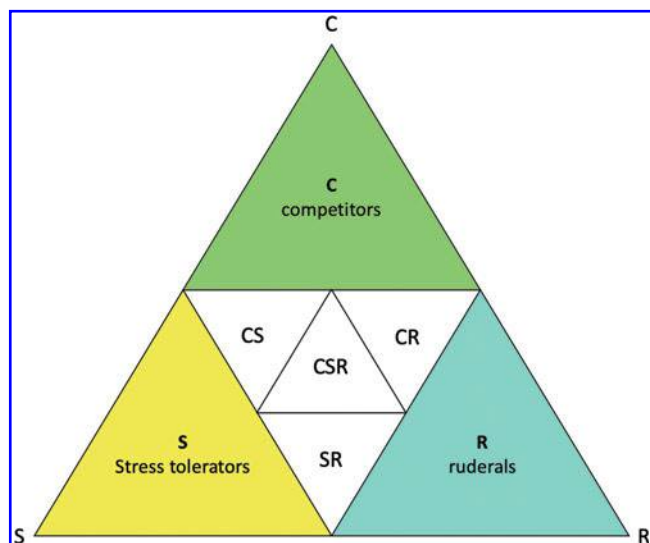 C
C
competitors
CS
CR
CSR
S
Stress tolerators
SR
R
ruderals
S
R